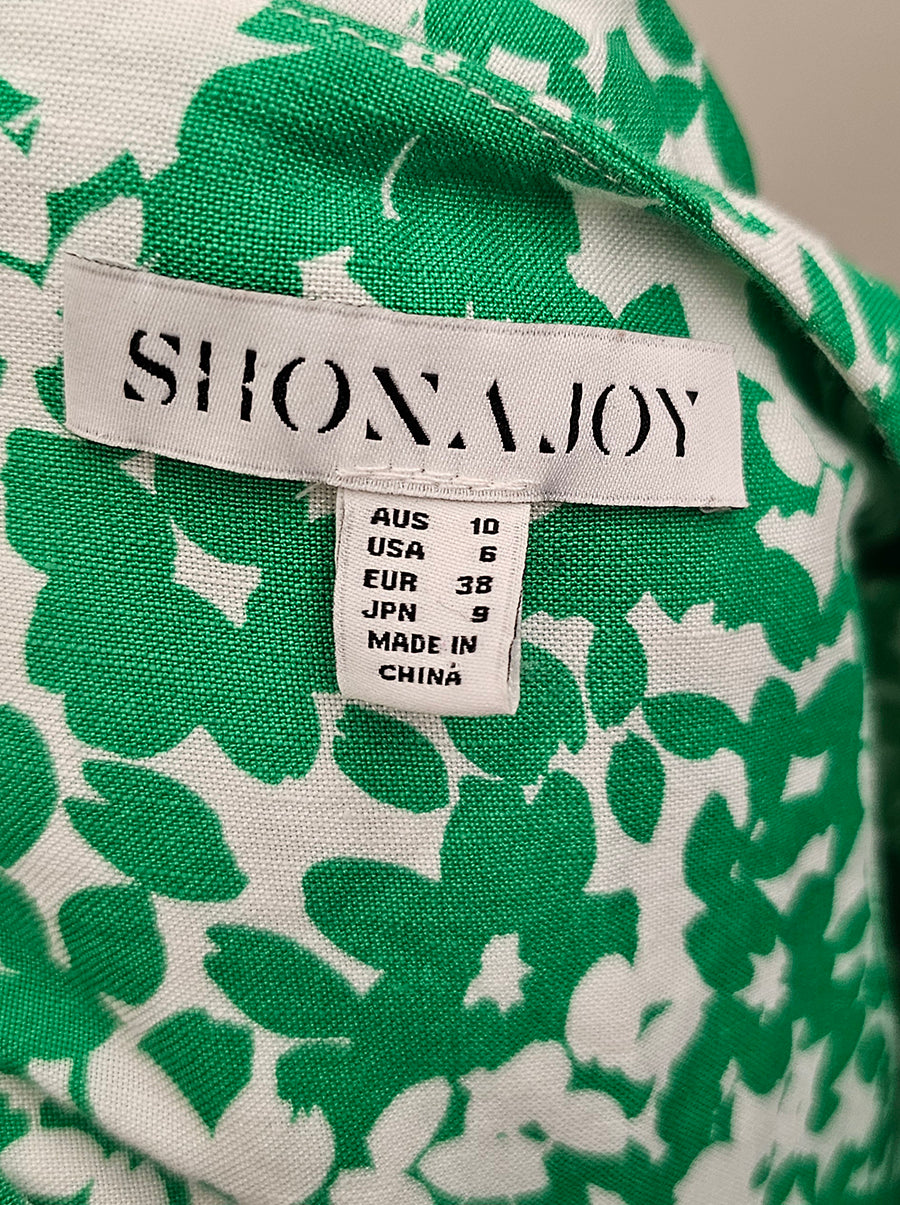 SHONA JOY
AUS 10
USA 6
EUR 38
JPN 9
MADE IN
CHINA